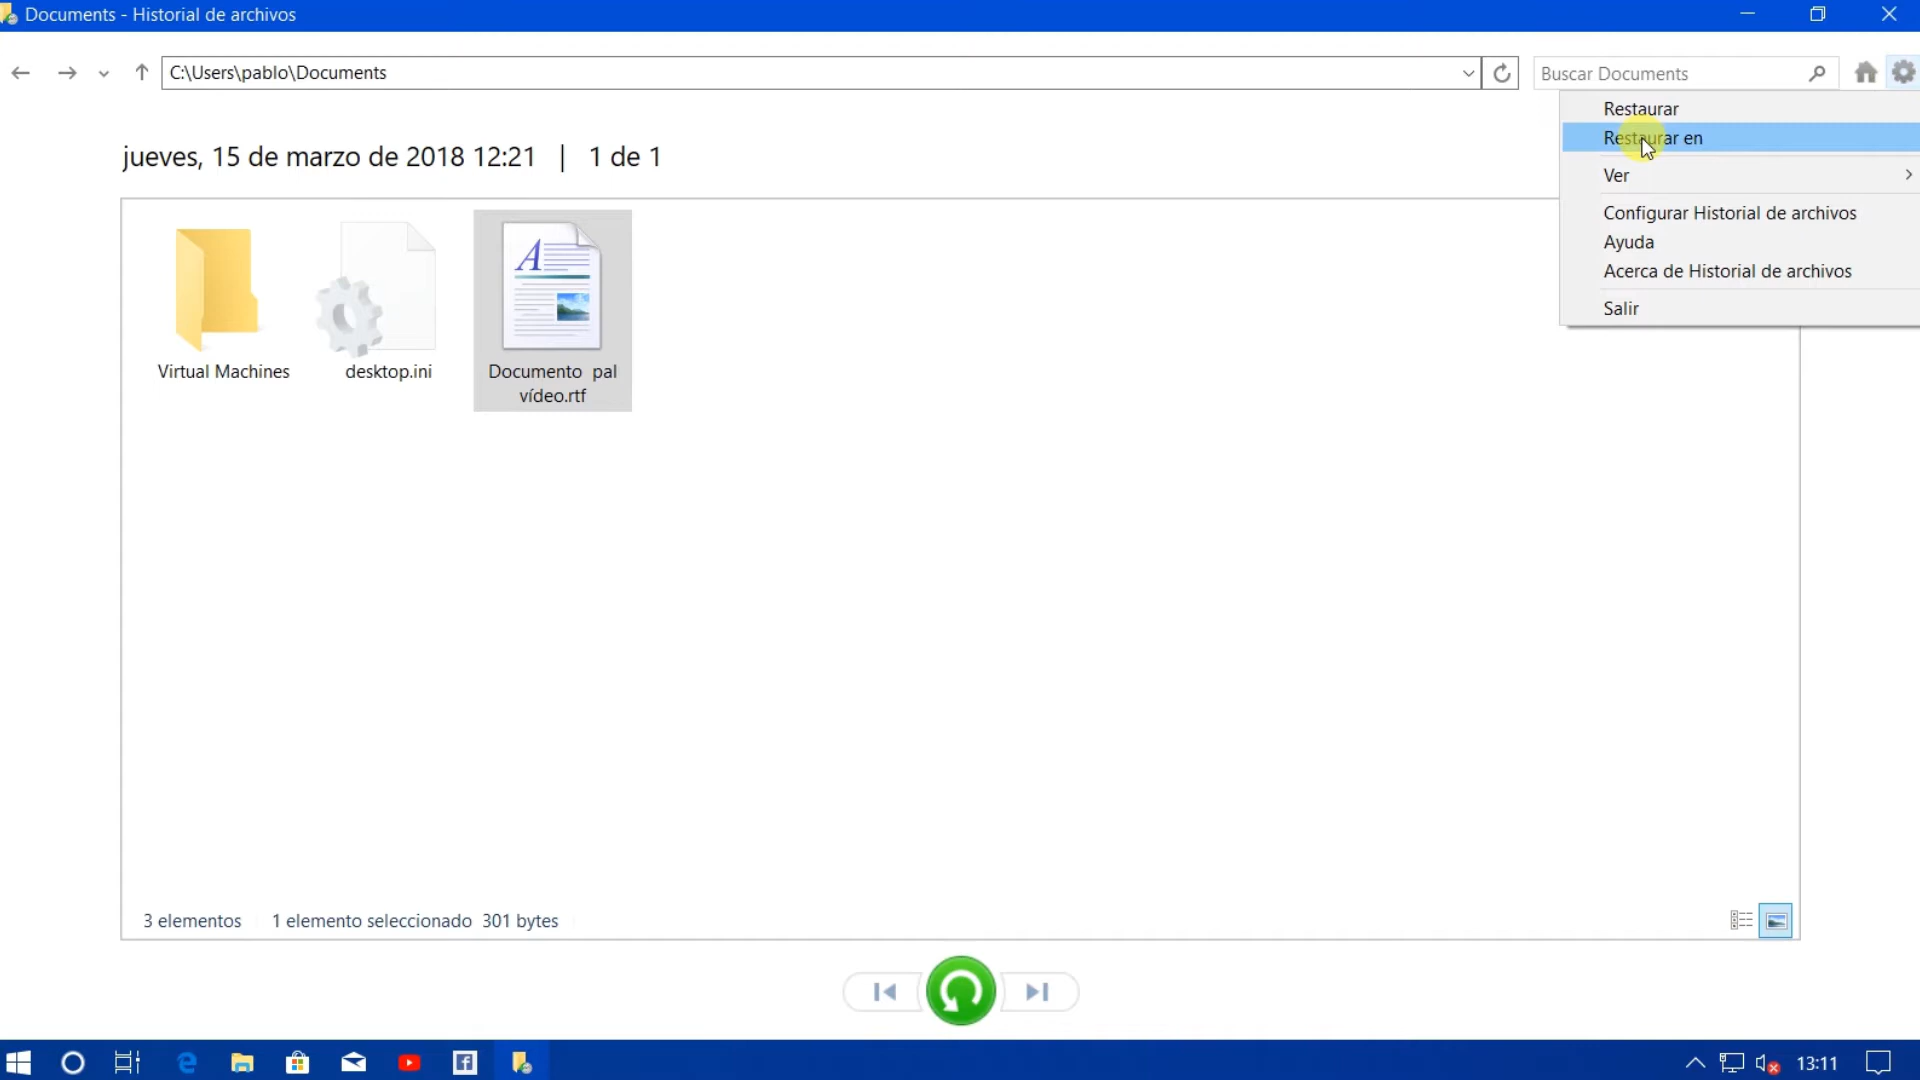 Documents - Historial de archivos
C:\Users\pablo\Documents
Buscar Documents
Restaurar
Restaurar en
Ver
Configurar Historial de archivos
Ayuda
Acerca de Historial de archivos
Salir
jueves, 15 de marzo de 2018 12:21 | 1 de 1
Virtual Machines
desktop.ini
Documento pal
vídeo.rtf
3 elementos 1 elemento seleccionado 301 bytes
13:11